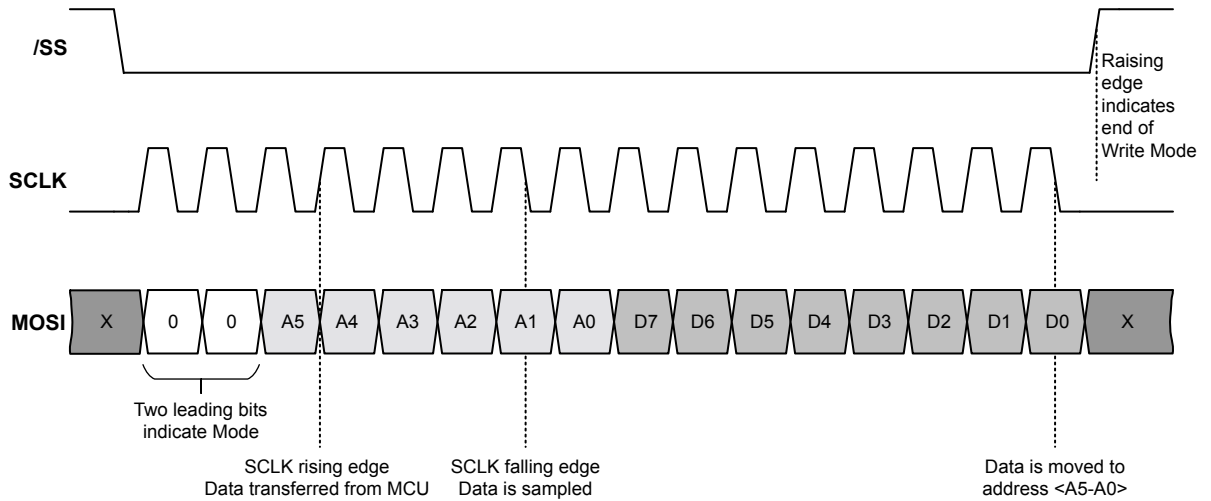 /SS
Raising
edge
indicates
end of
Write Mode
SCLK
MOSI X 0 0 A5 A4 A3 A2 A1 A0 D7 D6 D5 D4 D3 D2 D1 D0 X
Two leading bits
indicate Mode
SCLK rising edge
Data transferred from MCU
SCLK falling edge
Data is sampled
Data is moved to
address <A5-A0>